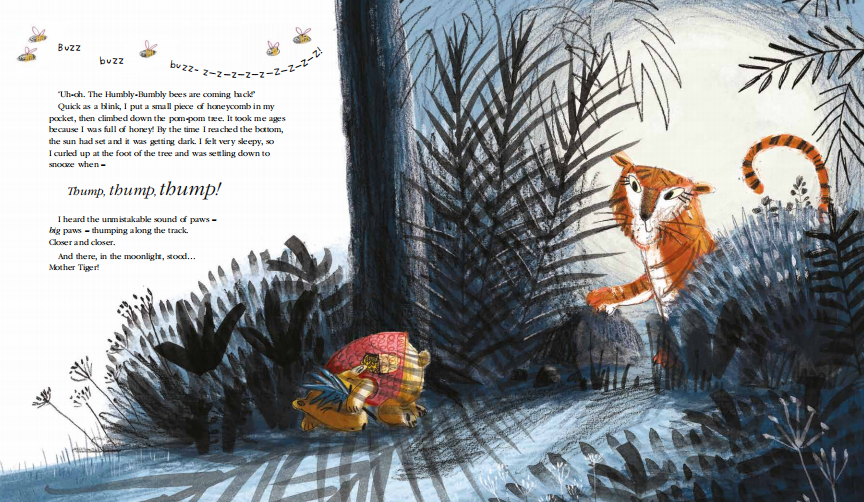 Buzz
buzz
buzz-z-z-z-z-z-z-z-z-z!
"Uh-oh. The Humbly-Bumbly bees are coming back!"
Quick as a blink, I put a small piece of honeycomb in my
pocket, then climbed down the pom-pom tree. It took me ages
because I was full of honey! By the time I reached the bottom,
the sun had set and it was getting dark. I felt very sleepy, so
I curled up at the foot of the tree and was settling down to
snooze when –
Thump, thump, thump!
I heard the unmistakable sound of paws –
big paws – thumping along the track.
Closer and closer.
And there, in the moonlight, stood…
Mother Tiger!